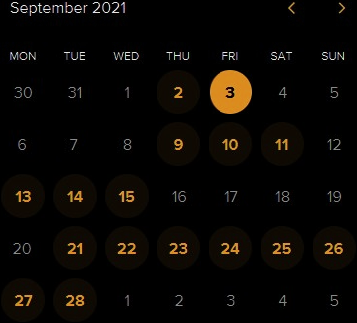 September 2021
MON TUE WED THU FRI SAT SUN
30 31 1 2 3 4 5
6 7 8 9 10 11 12
13 14 15 16 17 18 19
20 21 22 23 24 25 26
27 28 1 2 3 4 5